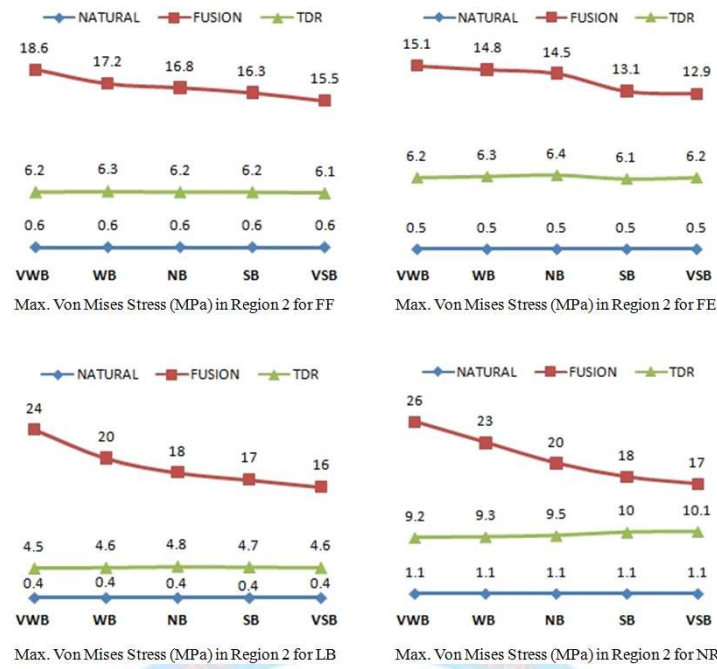 NATURAL FUSION TDR
18.6 17.2 16.8 16.3 15.5
6.2 6.3 6.2 6.2 6.1
0.6 0.6 0.6 0.6 0.6
VWB WB NB SB VSB
Max. Von Mises Stress (MPa) in Region 2 for FF
NATURAL FUSION TDR
15.1 14.8 14.5 13.1 12.9
6.2 6.3 6.4 6.1 6.2
0.5 0.5 0.5 0.5 0.5
VWB WB NB SB VSB
Max. Von Mises Stress (MPa) in Region 2 for FE
NATURAL FUSION TDR
24 20 18 17 16
4.5 4.6 4.8 4.7 4.6
0.4 0.4 0.4 0.4 0.4
VWB WB NB SB VSB
Max. Von Mises Stress (MPa) in Region 2 for LB
NATURAL FUSION TDR
26 23 20 18 17
9.2 9.3 9.5 10 10.1
1.1 1.1 1.1 1.1 1.1
VWB WB NB SB VSB
Max. Von Mises Stress (MPa) in Region 2 for NR